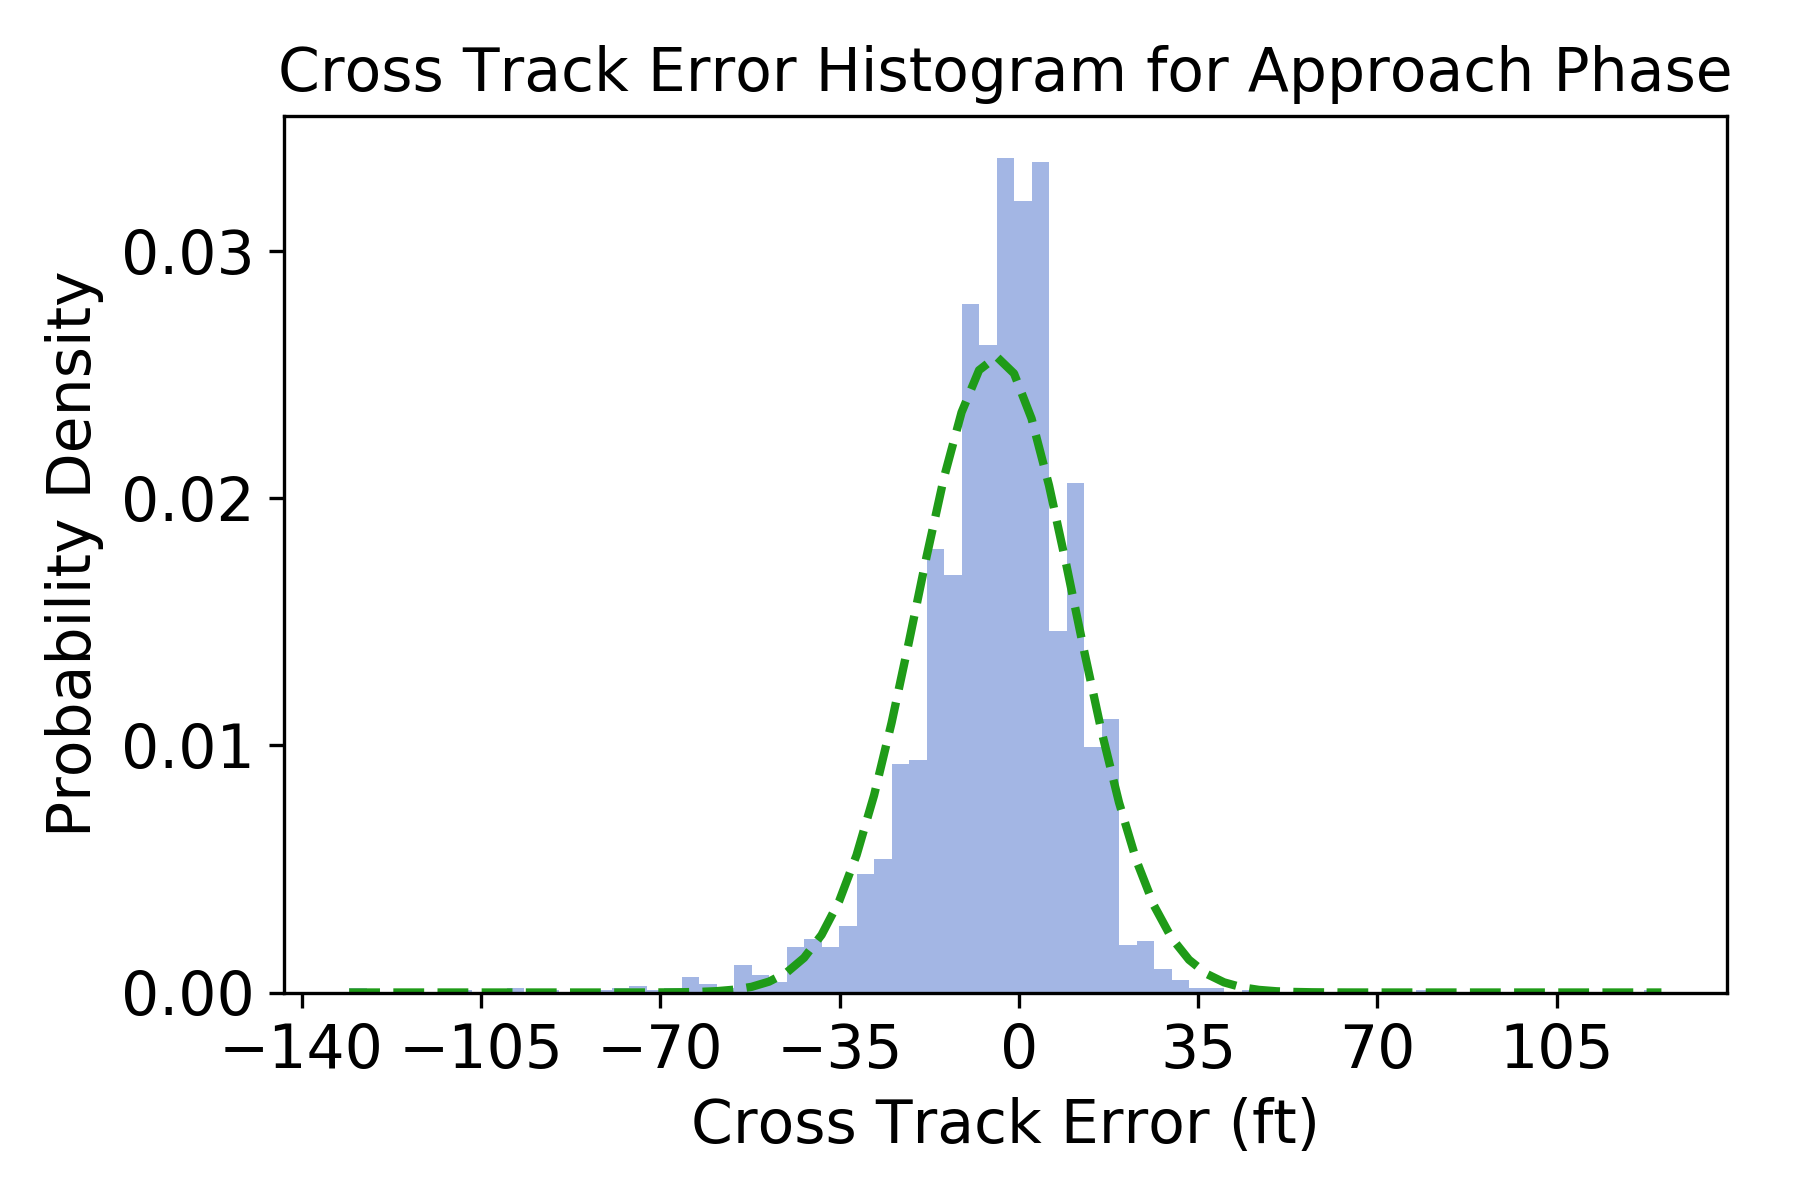 Cross Track Error Histogram for Approach Phase
Probability Density
0.03
0.02
0.01
0.00
−140 −105 −70 −35 0 35 70 105
Cross Track Error (ft)